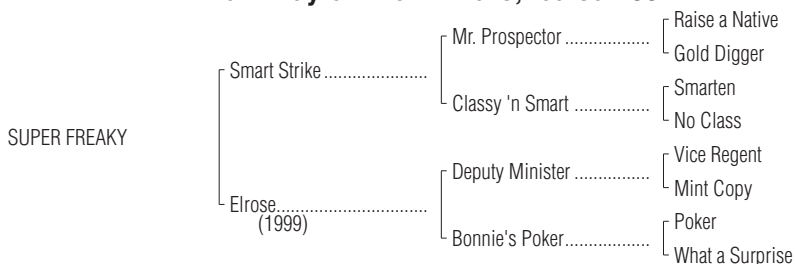 Raise a Native
Mr. Prospector ..................
Gold Digger
Smart Strike ......................
Smarten
Classy 'n Smart ................
No Class
SUPER FREAKY
Vice Regent
Deputy Minister ................
Mint Copy
Elrose................................
(1999)
Poker
Bonnie's Poker..................
What a Surprise